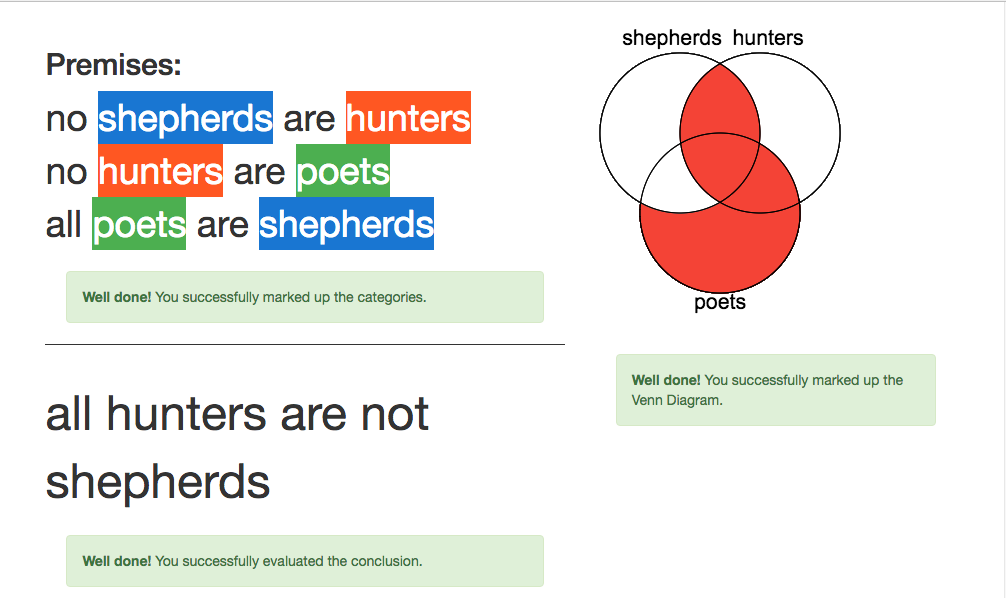 Premises:
no shepherds are hunters
no hunters are poets
all poets are shepherds
Well done! You successfully marked up the categories.
all hunters are not
shepherds
Well done! You successfully evaluated the conclusion.
shepherds hunters
poets
Well done! You successfully marked up the
Venn Diagram.